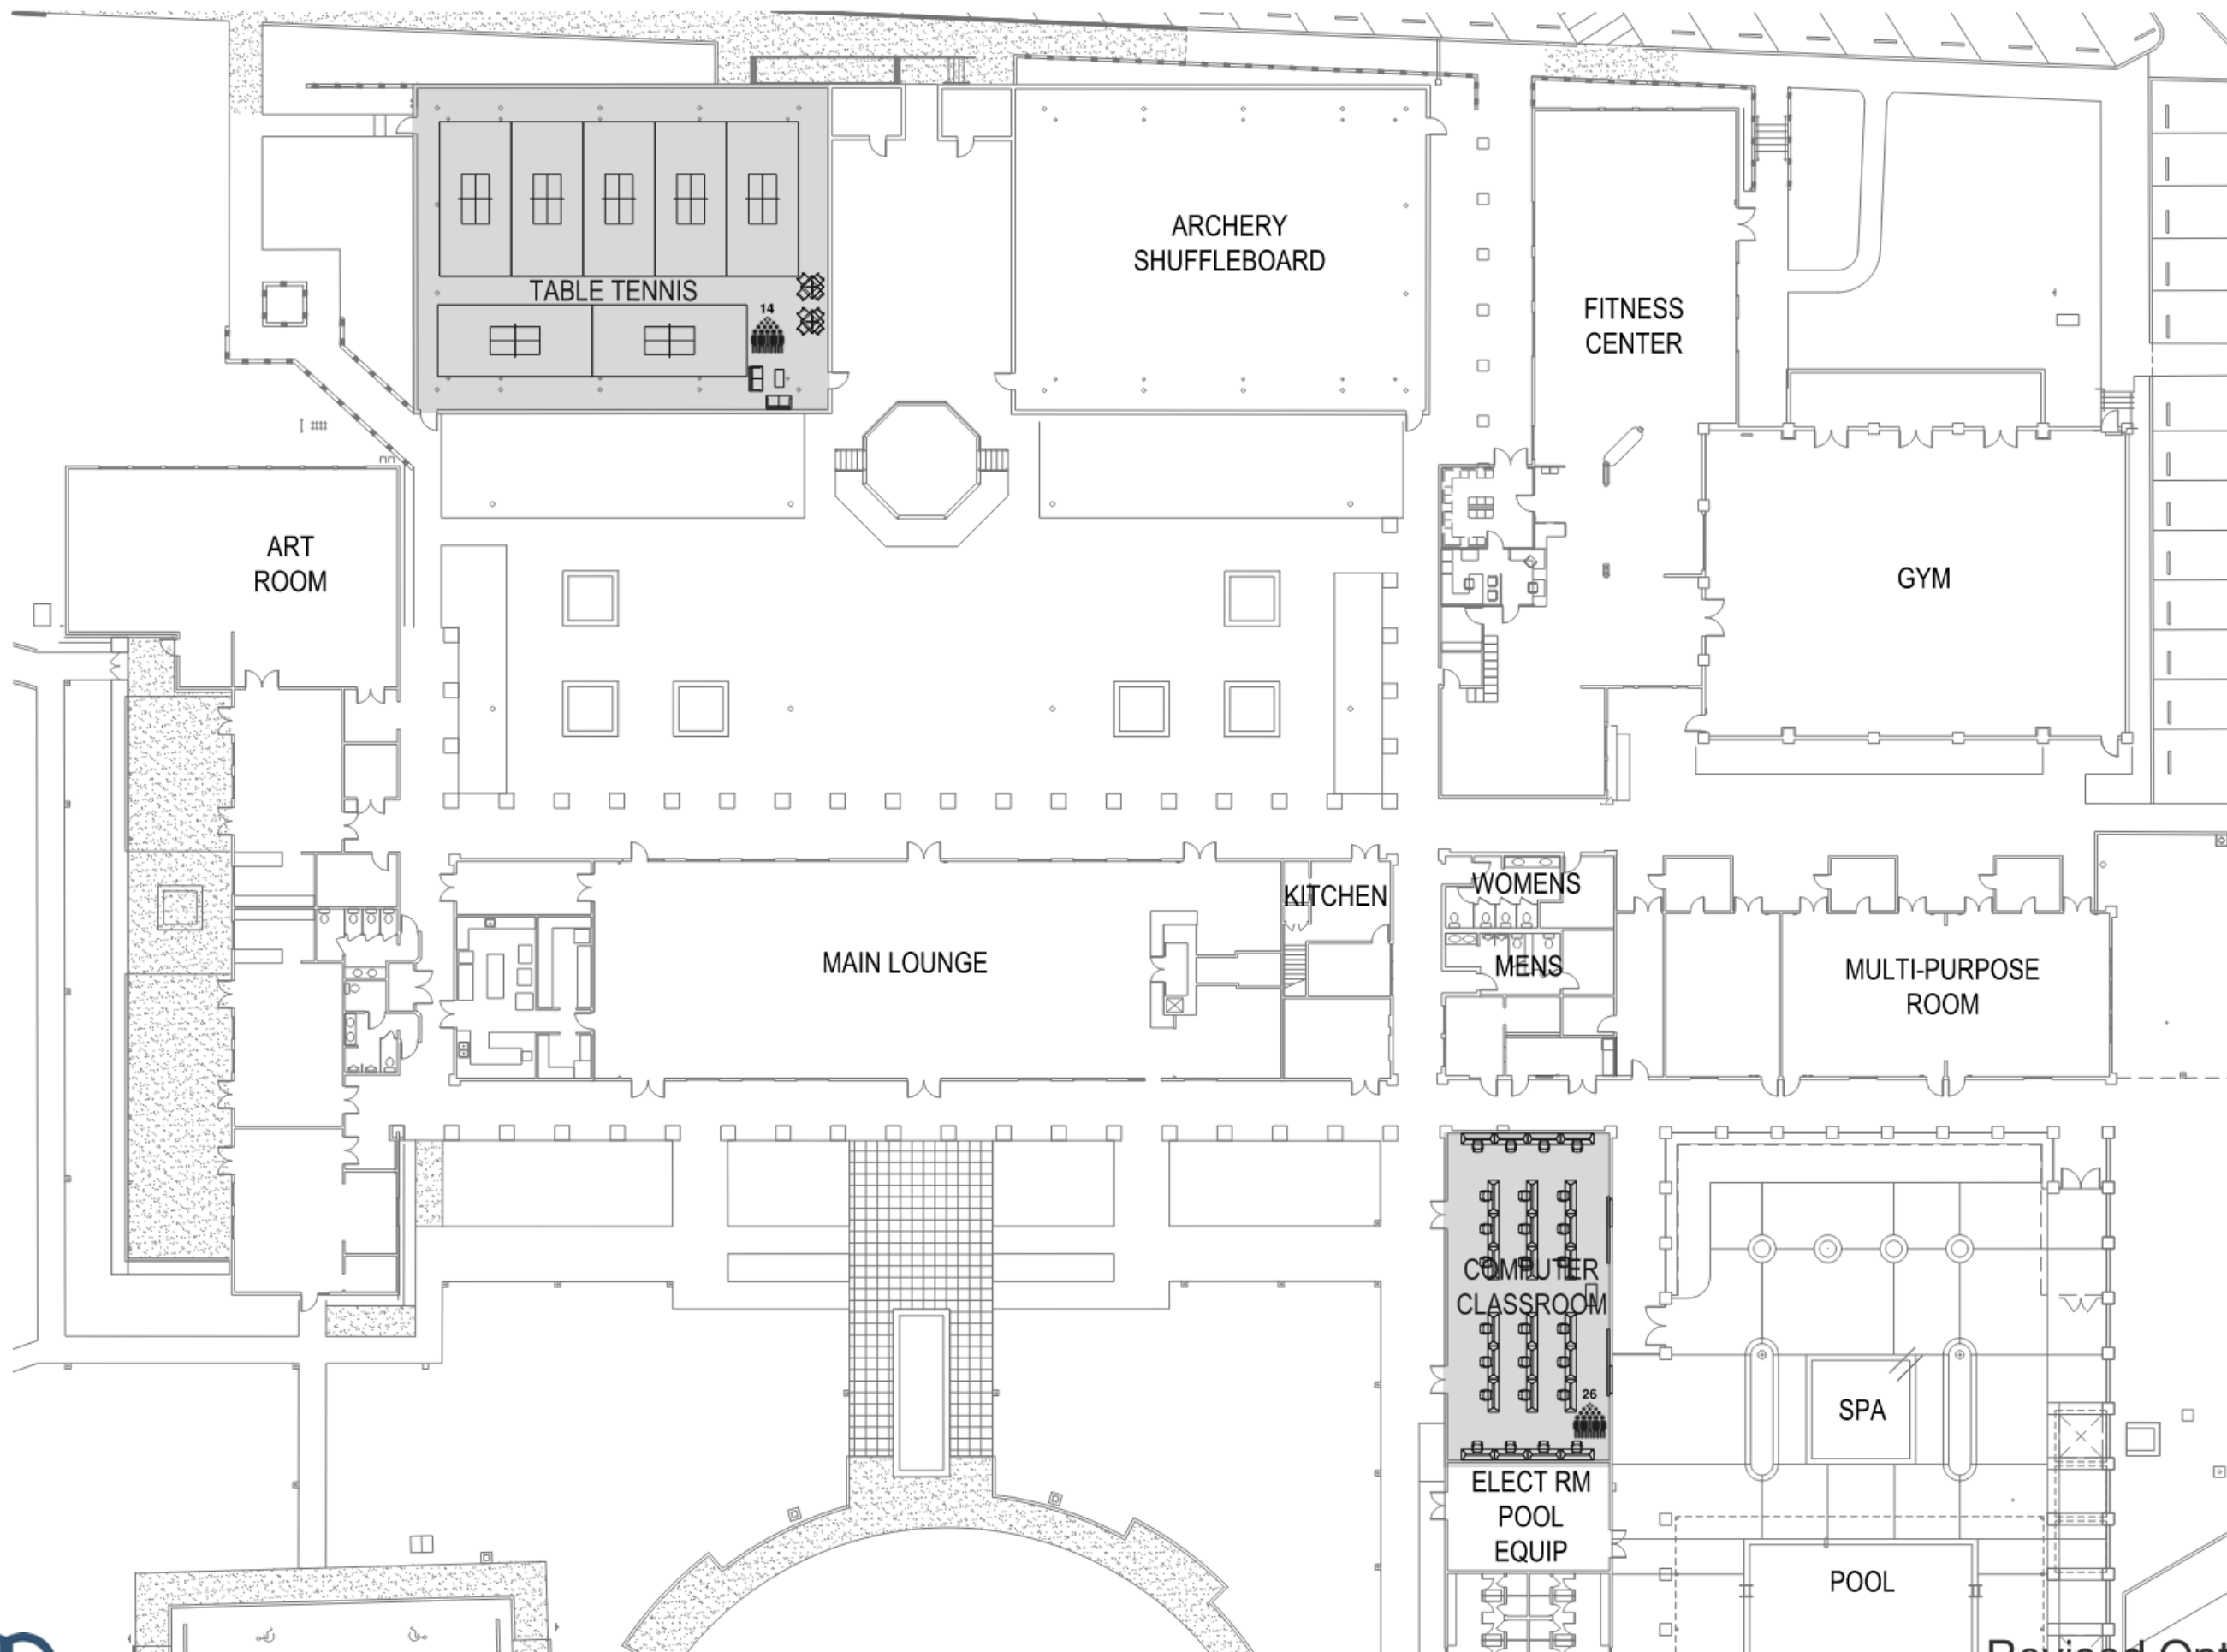 ARCHERY
SHUFFLEBOARD
TABLE TENNIS
14
FITNESS
CENTER
ART
ROOM
GYM
WOMENS
KITCHEN
MAIN LOUNGE
MENS
MULTI-PURPOSE
ROOM
COMPUTER
CLASSROOM
26
SPA
ELECT RM
POOL
EQUIP
POOL